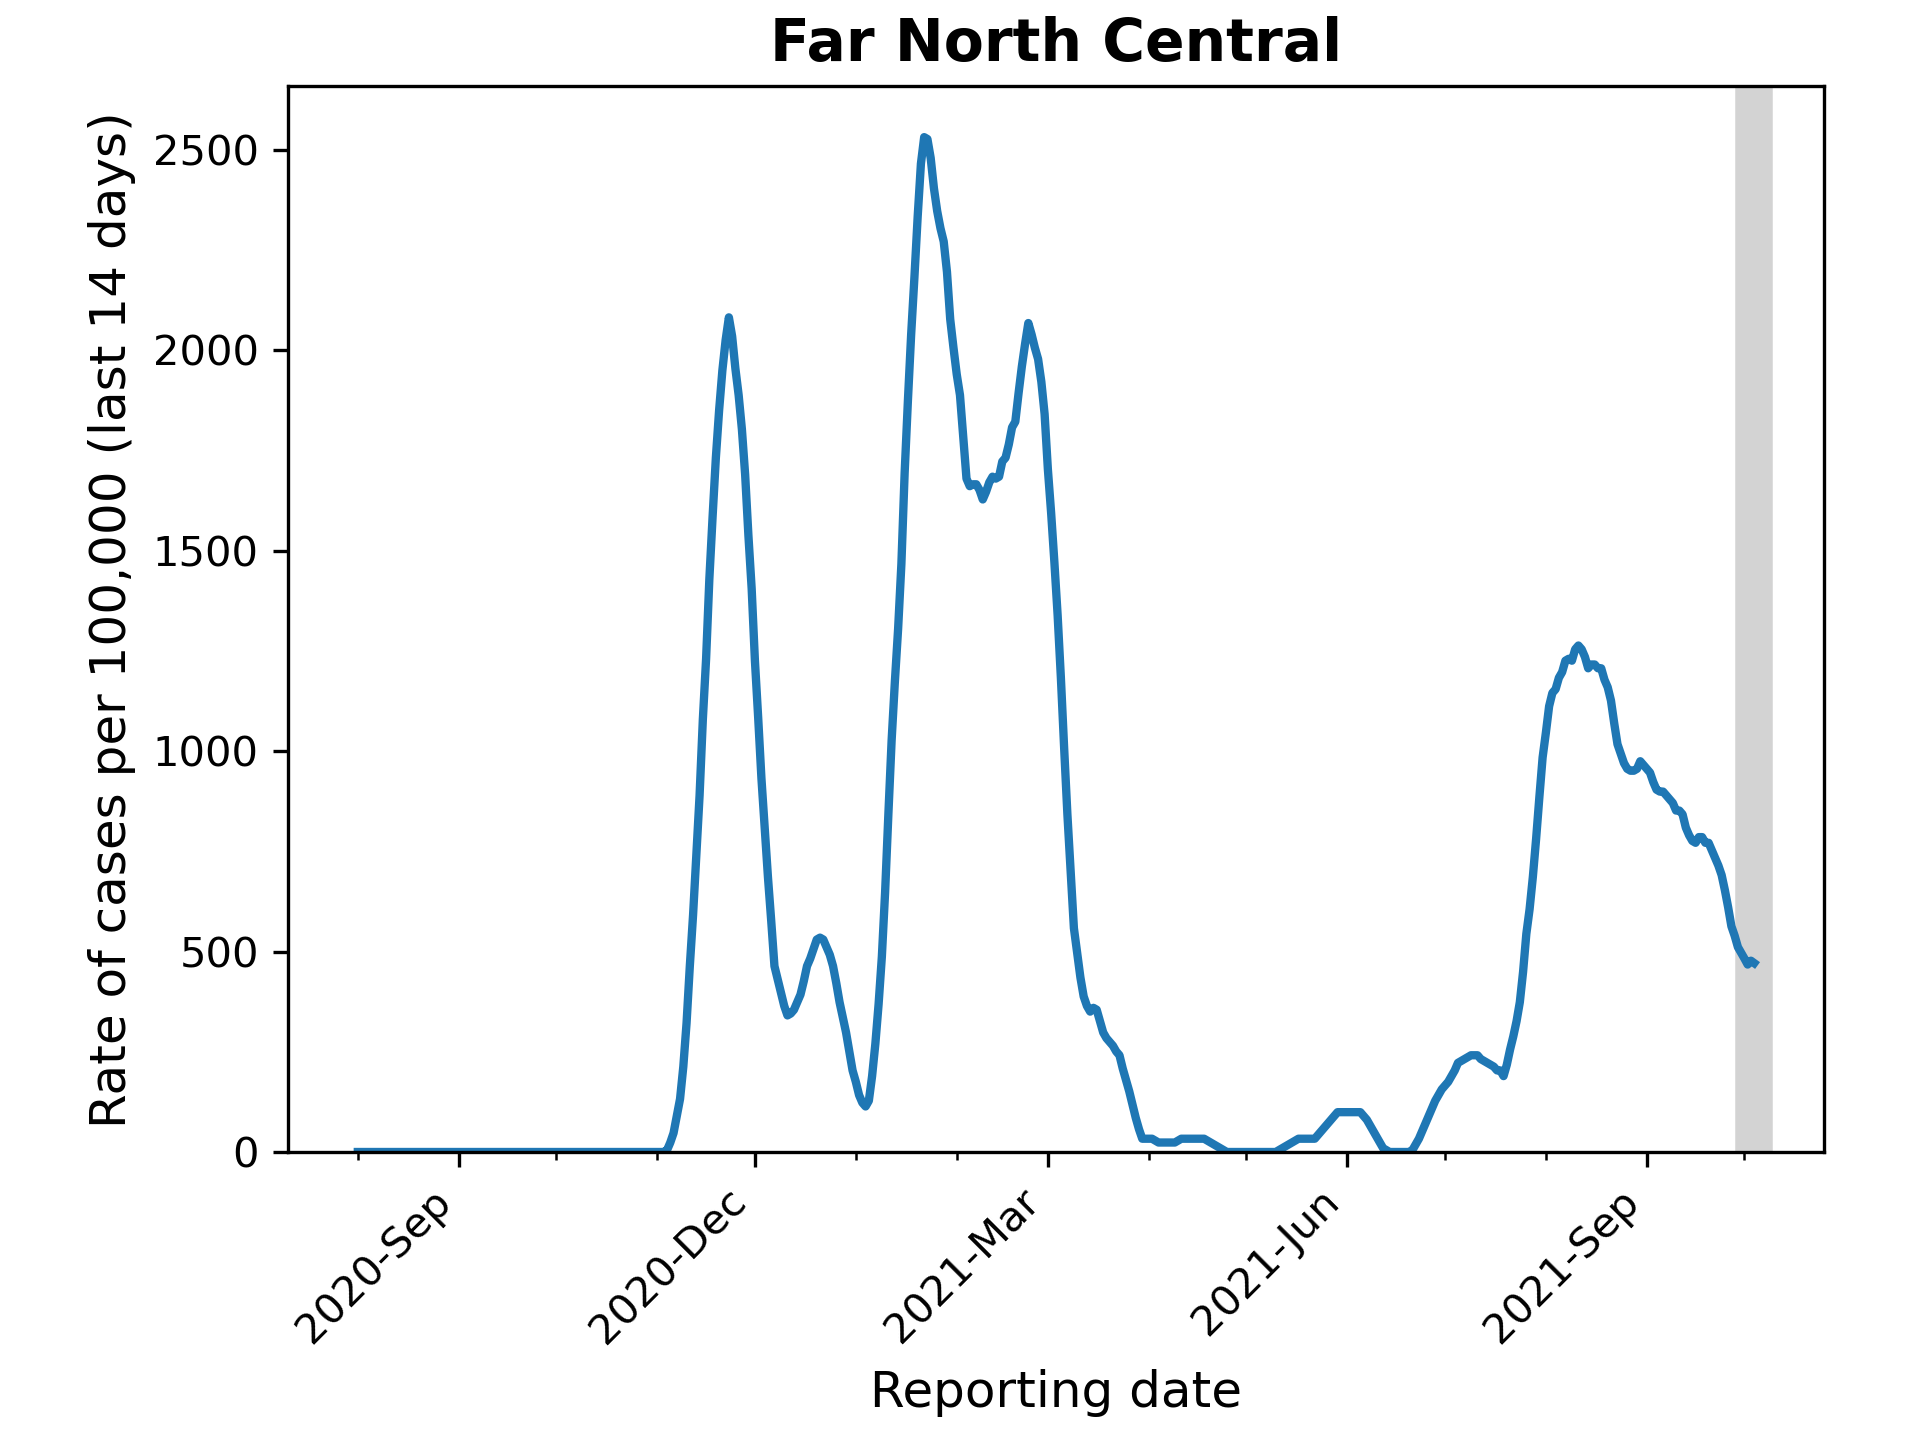 Far North Central
Rate of cases per 100,000 (last 14 days)
2500
2000
1500
1000
500
0
2020-Sep
2020-Dec
2021-Mar
2021-Jun
2021-Sep
Reporting date